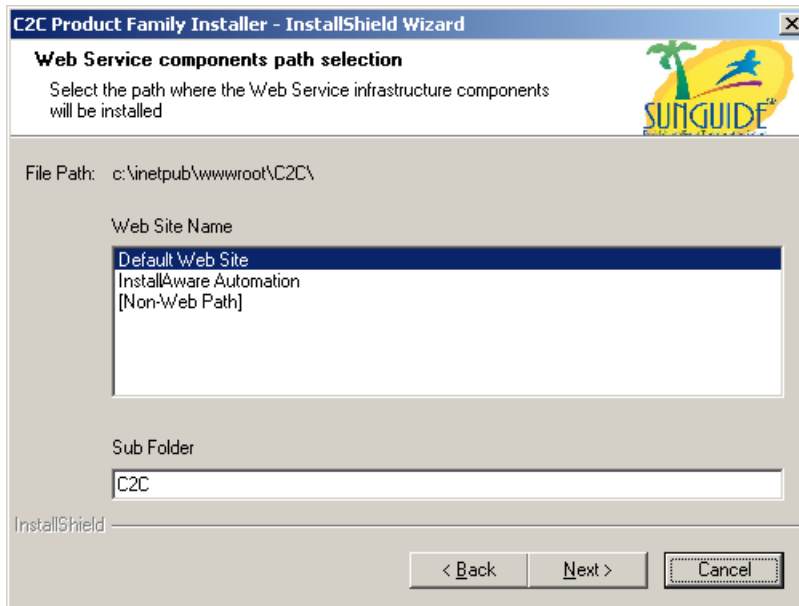 C2C Product Family Installer - InstallShield Wizard
Web Service components path selection
Select the path where the Web Service infrastructure components
will be installed
SUNGUIDE
SM
File Path: c:\inetpub\wwwroot\C2C\
Web Site Name
Default Web Site
InstallAware Automation
[Non-Web Path]
Sub Folder
C2C
InstallShield
< Back
Next >
Cancel